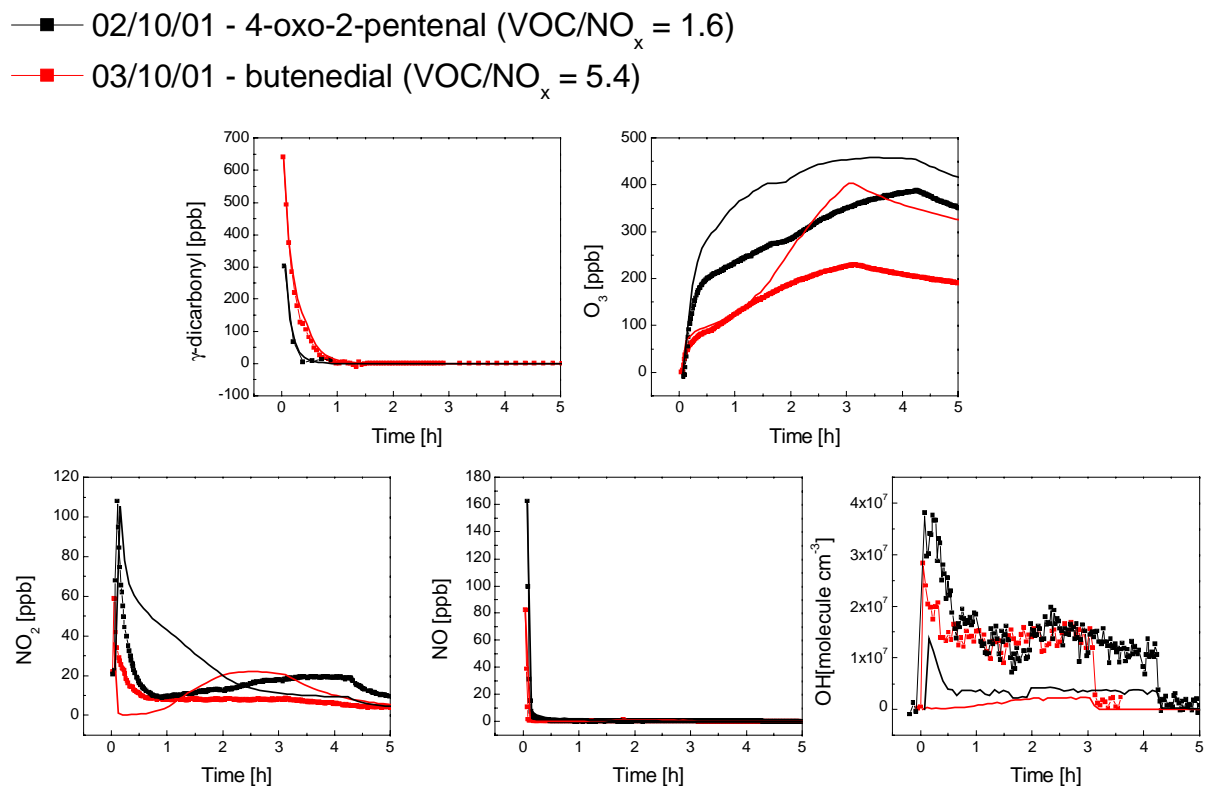 02/10/01 - 4-oxo-2-pentenal (VOC/NOx = 1.6)
03/10/01 - butenedial (VOC/NOx = 5.4)
700
600
500
400
300
200
100
0
-100
γ-dicarbonyl [ppb]
0 1 2 3 4 5
Time [h]
500
400
300
200
100
0
O3 [ppb]
0 1 2 3 4 5
Time [h]
120
100
80
60
40
20
0
NO2 [ppb]
0 1 2 3 4 5
Time [h]
180
160
140
120
100
80
60
40
20
0
NO [ppb]
0 1 2 3 4 5
Time [h]
4x10^7
3x10^7
2x10^7
1x10^7
0
OH[molecule cm-3]
0 1 2 3 4 5
Time [h]